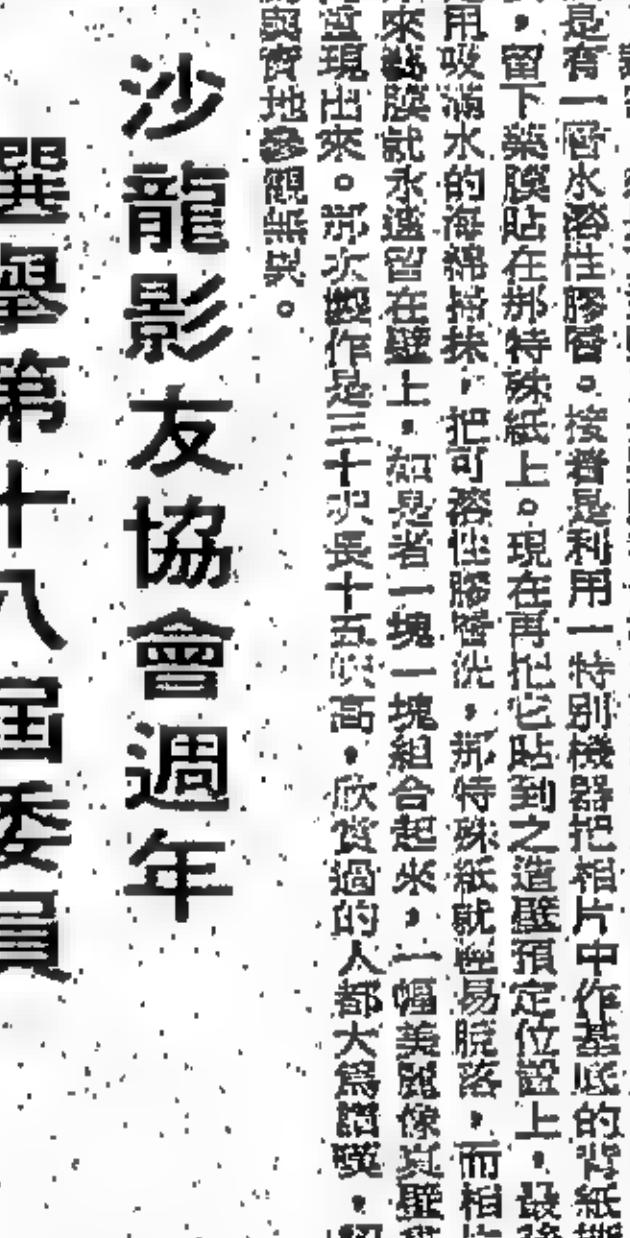 是有一層水溶性膠層。接着是利用一特別機器把相片中作基底的背紙
，留下藥膜貼在那特殊紙上。現在再把它貼到之造壁預定位置上，最後
用吸滿水的海綿揩抹，把可溶性膠層洗，那特殊紙就輕易脫落，而相片
來藥膜就永遠留在壁上，如是者一塊一塊組合起來，一幅美麗像真壁
現出來。那次製作是三十呎長十五呎高，欣賞過的人都大為讚嘆，
與實地參觀無異。
沙龍影友協會週年
選舉第十八屆委員